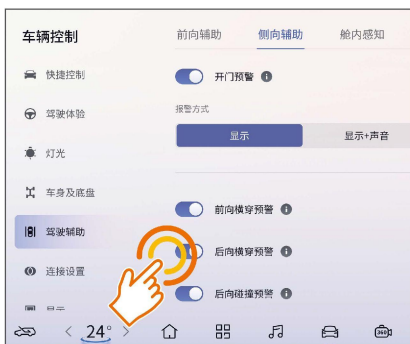 车辆控制
前向辅助 侧向辅助 舱内感知
快捷控制
开门预警
驾驶体验
报警方式
显示 显示+声音
灯光
车身及底盘
前向横穿预警
驾驶辅助
后向横穿预警
连接设置
后向碰撞预警
显示
< 24° >
360